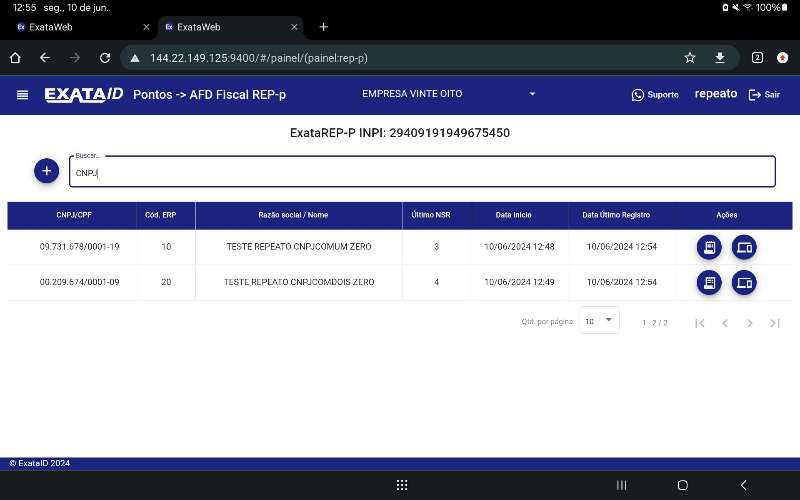 12:55 seg., 10 de jun. 100%
Ex ExataWeb
Ex ExataWeb
144.22.149.125:9400/#/painel/(painel:rep-p)
2
EXATAID Pontos -> AFD Fiscal REP-p EMPRESA VINTE OITO Suporte repeato Sair
ExataREP-P INPI: 29409191949675450
Buscar...
CNPJ
CNPJ/CPF Cód. ERP Razão social / Nome Último NSR Data Inicio Data Útimo Registro Ações
09.731.678/0001-19 10 TESTE REPEATO CNPJCOMUM ZERO 3 10/06/2024 12:48 10/06/2024 12:54
00.209.674/0001-09 20 TESTE REPEATO CNPJCOMDOIS ZERO 4 10/06/2024 12:49 10/06/2024 12:54
Qtd. por página: 10 1 - 2 / 2
© ExataID 2024